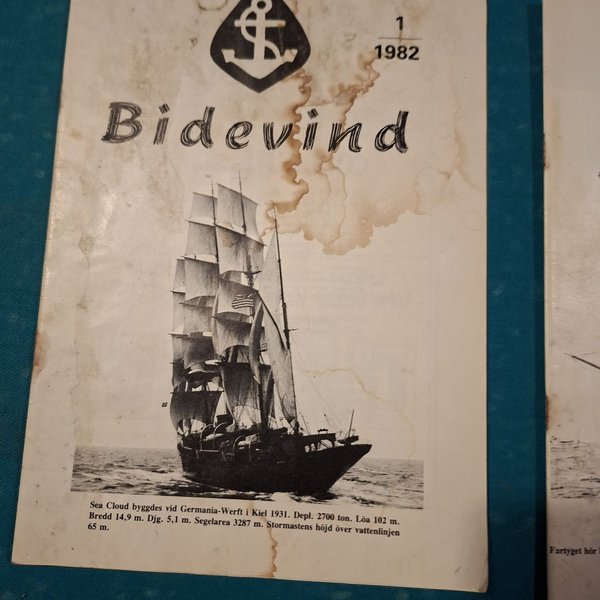 1
1982
Bidevind
Sea Cloud byggdes vid Germania-Werft i Kiel 1931. Depl. 2700 ton. Löa 102 m.
Bredd 14,9 m. Djg. 5,1 m. Segelarea 3287 m. Stormastens höjd över vattenlinjen
65 m.
Fartyget hör